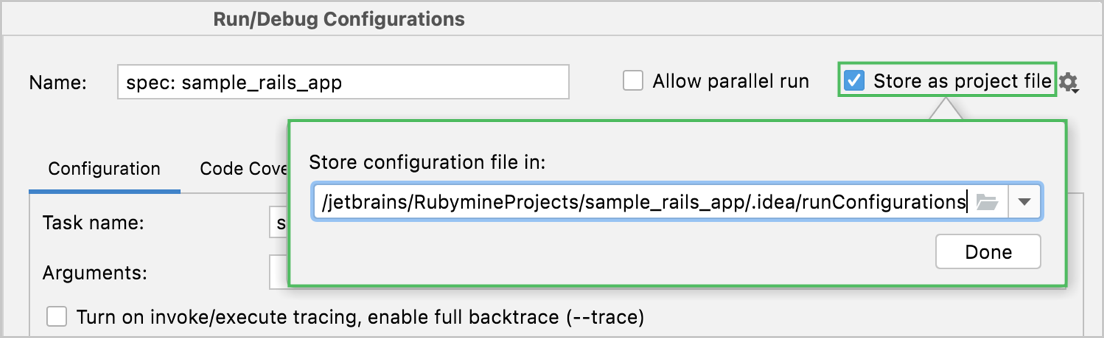 Run/Debug Configurations
Name: spec: sample_rails_app Allow parallel run Store as project file
Store configuration file in:
Configuration Code Cove
/jetbrains/RubymineProjects/sample_rails_app/.idea/runConfigurations
Task name: s
Done
Arguments:
Turn on invoke/execute tracing, enable full backtrace (--trace)